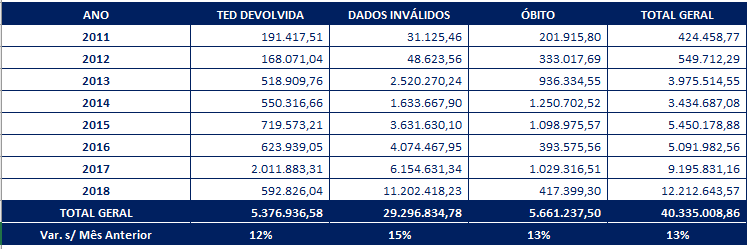 ANO TED DEVOLVIDA DADOS INVÁLIDOS ÓBITO TOTAL GERAL
2011 191.417,51 31.125,46 201.915,80 424.458,77
2012 168.071,04 48.623,56 333.017,69 549.712,29
2013 518.909,76 2.520.270,24 936.334,55 3.975.514,55
2014 550.316,66 1.633.667,90 1.250.702,52 3.434.687,08
2015 719.573,21 3.631.630,10 1.098.975,57 5.450.178,88
2016 623.939,05 4.074.467,95 393.575,56 5.091.982,56
2017 2.011.883,31 6.154.631,34 1.029.316,51 9.195.831,16
2018 592.826,04 11.202.418,23 417.399,30 12.212.643,57
TOTAL GERAL 5.376.936,58 29.296.834,78 5.661.237,50 40.335.008,86
Var. s/ Mês Anterior 12% 15% 13% 13%